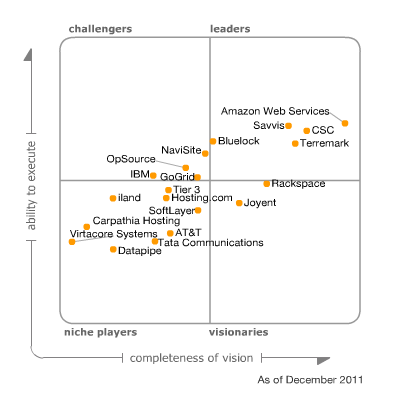 challengers
leaders
Amazon Web Services
Savvis
CSC
Bluelock
Terremark
NaviSite
OpSource
IBM
GoGrid
Rackspace
Tier 3
iland
Hosting.com
Joyent
SoftLayer
Carpathia Hosting
Virtacore Systems
AT&T
Tata Communications
Datapipe
ability to execute
niche players
visionaries
completeness of vision
As of December 2011